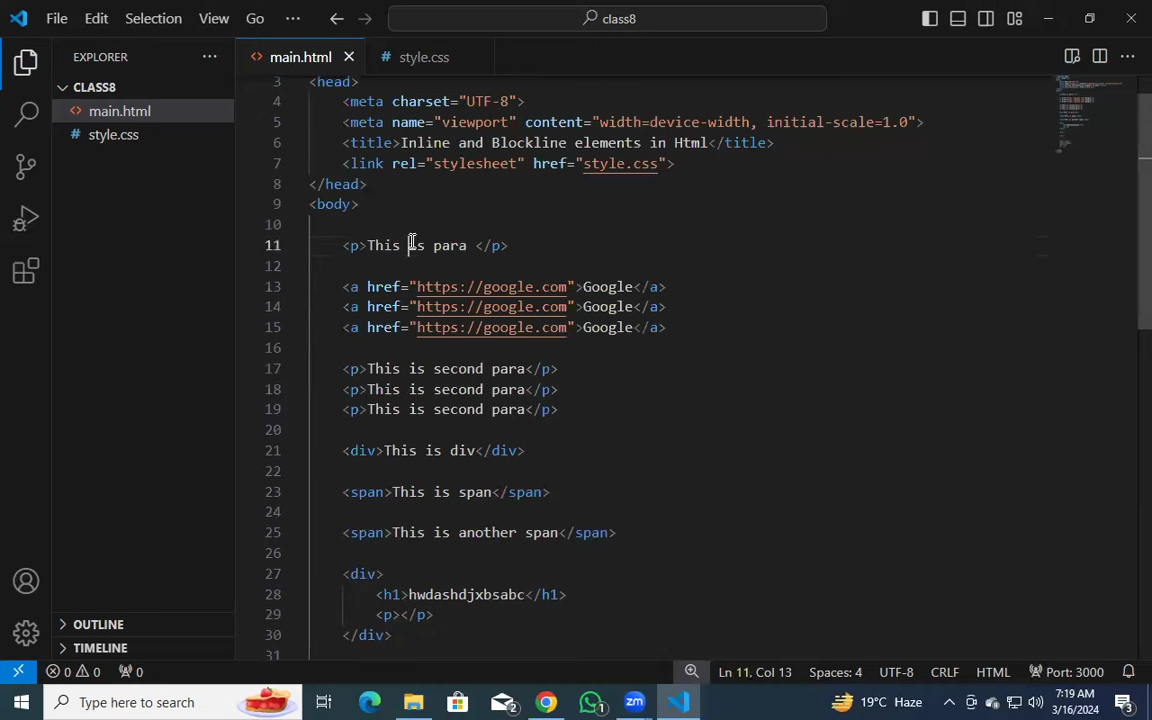 File Edit Selection View Go ··· class8
EXPLORER ··· main.html style.css
CLASS8
main.html
style.css
3 <head>
4 <meta charset="UTF-8">
5 <meta name="viewport" content="width=device-width, initial-scale=1.0">
6 <title>Inline and Blockline elements in Html</title>
7 <link rel="stylesheet" href="style.css">
8 </head>
9 <body>
10
11 <p>This is para </p>
12
13 <a href="https://google.com">Google</a>
14 <a href="https://google.com">Google</a>
15 <a href="https://google.com">Google</a>
16
17 <p>This is second para</p>
18 <p>This is second para</p>
19 <p>This is second para</p>
20
21 <div>This is div</div>
22
23 <span>This is span</span>
24
25 <span>This is another span</span>
26
27 <div>
28 <h1>hwdashdjxbsabc</h1>
29 <p></p>
30 </div>
31
OUTLINE
TIMELINE
0 0 0 Ln 11, Col 13 Spaces: 4 UTF-8 CRLF HTML Port: 3000
Type here to search 2 1 zm 19°C Haze 7:19 AM
3/16/2024 3